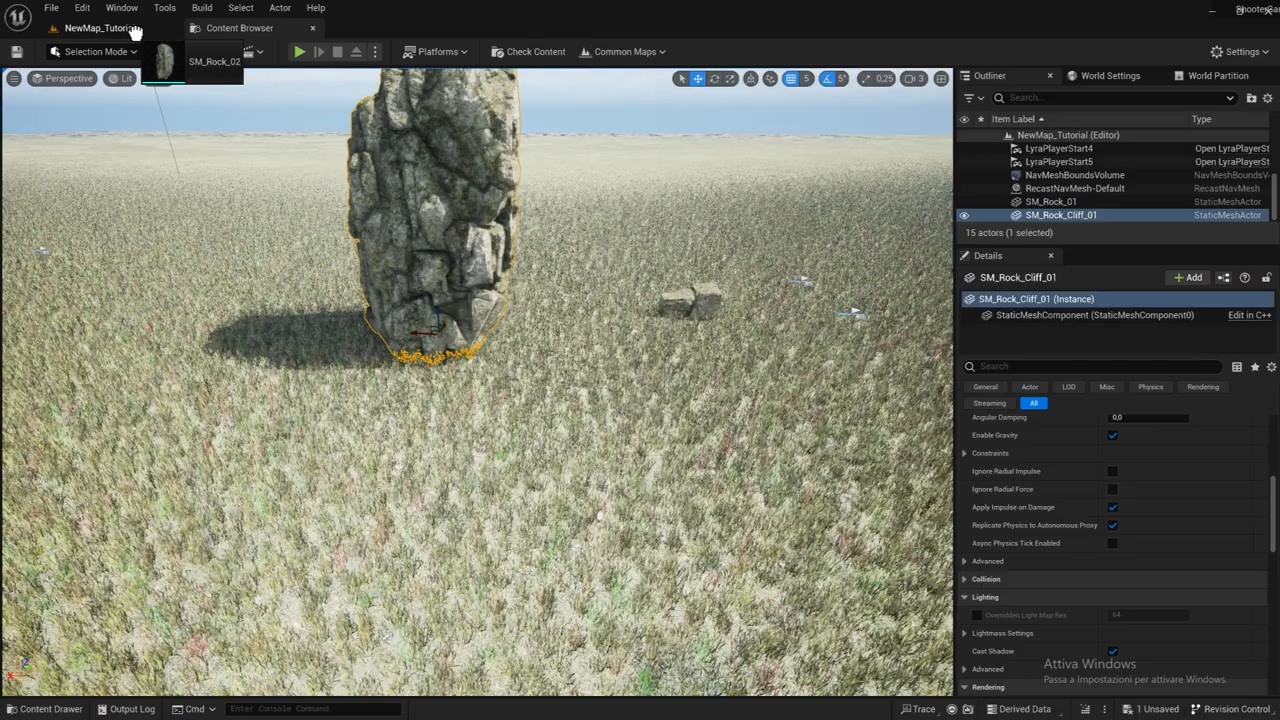 File Edit Window Tools Build Select Actor Help
NewMap_Tutoria Content Browser
Selection Mode SM_Rock_02 Platforms Check Content Common Maps Settings
Perspective Lit 5 5° 0,25 3
Outliner World Settings World Partition
Search...
Item Label Type
NewMap_Tutorial (Editor)
LyraPlayerStart4 Open LyraPlayerSt
LyraPlayerStart5 Open LyraPlayerSt
NavMeshBoundsVolume NavMeshBoundsV
RecastNavMesh-Default RecastNavMesh
SM_Rock_01 StaticMeshActor
SM_Rock_Cliff_01 StaticMeshActor
15 actors (1 selected)
Details
SM_Rock_Cliff_01 Add
SM_Rock_Cliff_01 (Instance)
StaticMeshComponent (StaticMeshComponent0) Edit in C++
Search
General Actor LOD Misc Physics Rendering
Streaming All
Angular Damping 0,0
Enable Gravity
Constraints
Ignore Radial Impulse
Ignore Radial Force
Apply Impulse on Damage
Replicate Physics to Autonomous Proxy
Async Physics Tick Enabled
Advanced
Collision
Lighting
Overridden Light Map Res 64
Lightmass Settings
Cast Shadow
Advanced
Rendering
Attiva Windows
Passa a Impostazioni per attivare Windows.
Content Drawer Output Log Cmd Enter Console Command Trace Derived Data 1 Unsaved Revision Control